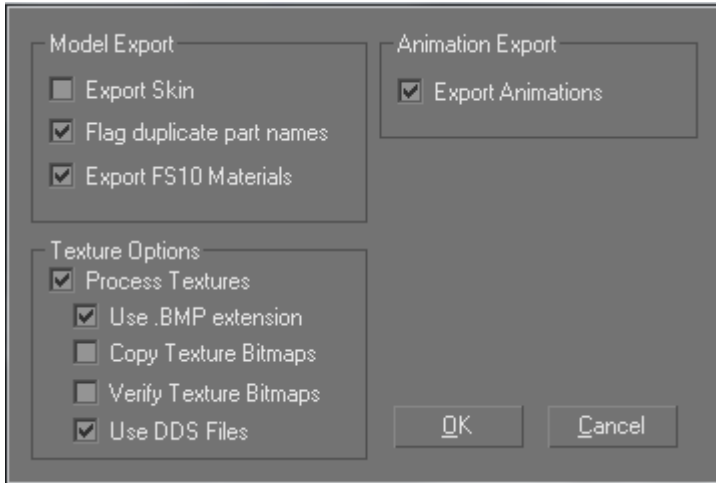 Model Export
Export Skin
Flag duplicate part names
Export FS10 Materials
Animation Export
Export Animations
Texture Options
Process Textures
Use .BMP extension
Copy Texture Bitmaps
Verify Texture Bitmaps
Use DDS Files
OK
Cancel